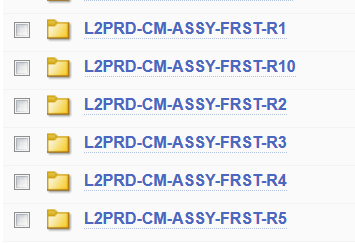 L2PRD-CM-ASSY-FRST-R1
L2PRD-CM-ASSY-FRST-R10
L2PRD-CM-ASSY-FRST-R2
L2PRD-CM-ASSY-FRST-R3
L2PRD-CM-ASSY-FRST-R4
L2PRD-CM-ASSY-FRST-R5